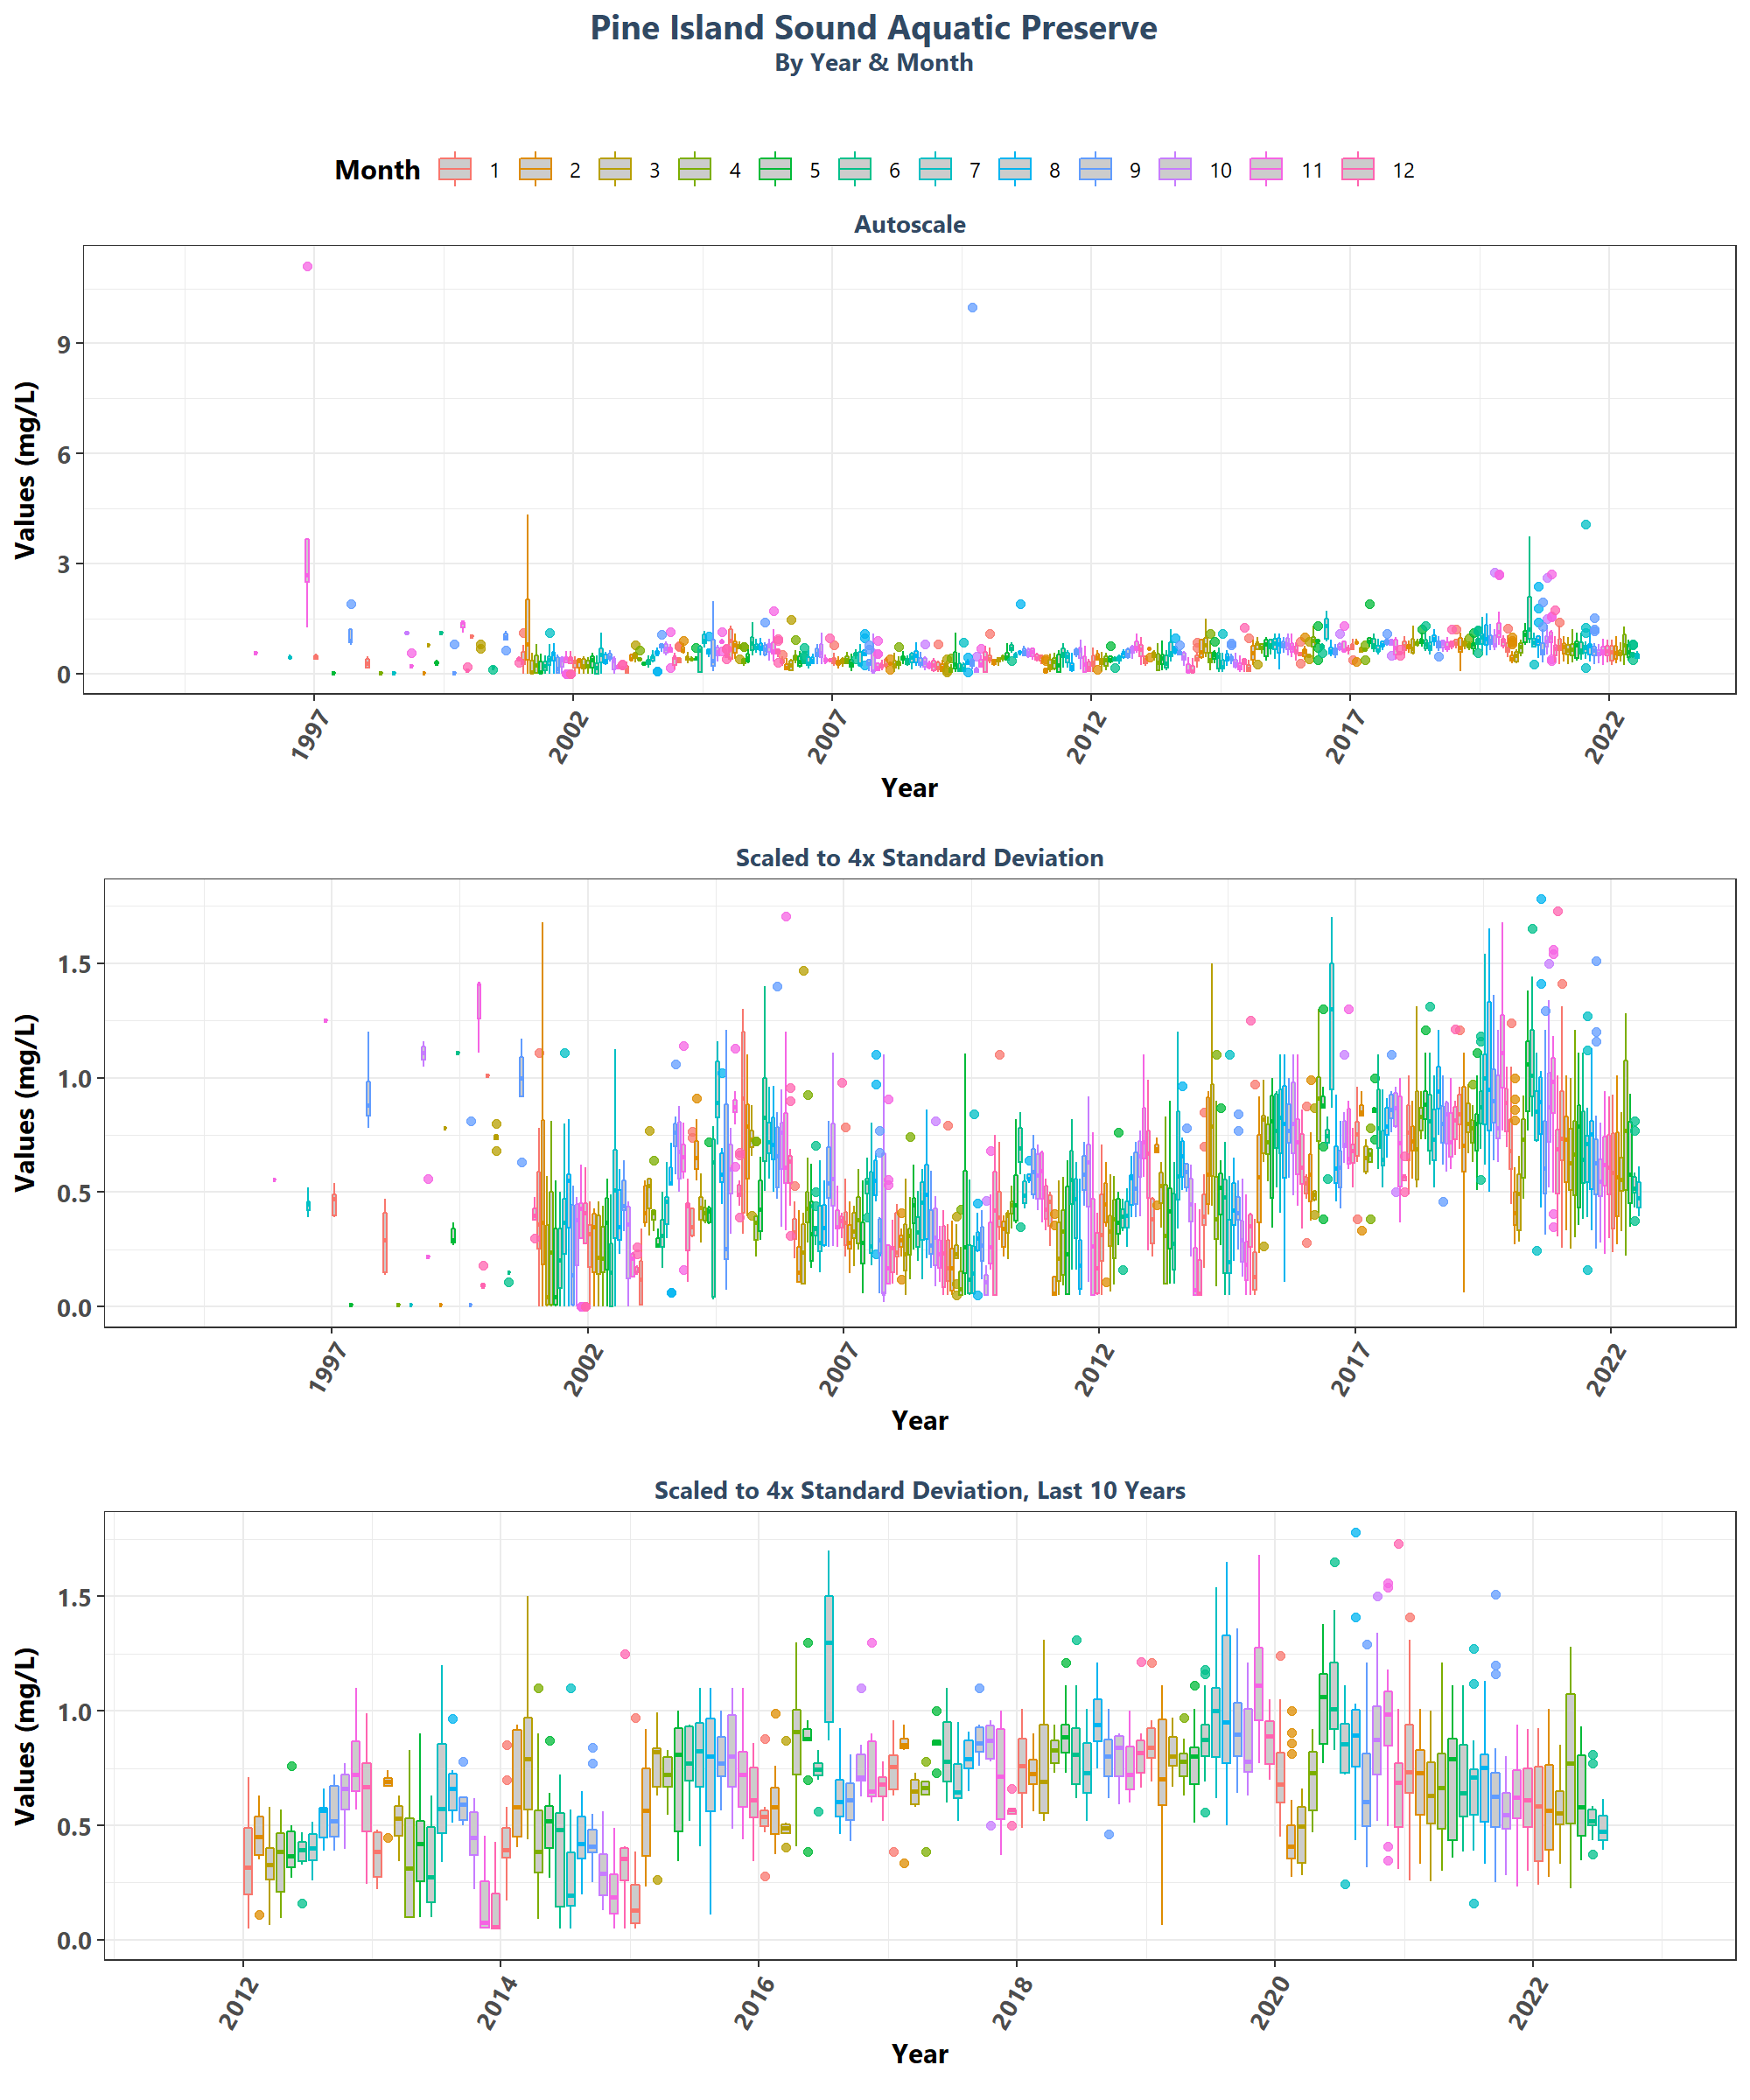 Pine Island Sound Aquatic Preserve
By Year & Month
Month 1 2 3 4 5 6 7 8 9 10 11 12
Autoscale
Values (mg/L)
9
6
3
0
1997 2002 2007 2012 2017 2022
Year
Scaled to 4x Standard Deviation
Values (mg/L)
1.5
1.0
0.5
0.0
1997 2002 2007 2012 2017 2022
Year
Scaled to 4x Standard Deviation, Last 10 Years
Values (mg/L)
1.5
1.0
0.5
0.0
2012 2014 2016 2018 2020 2022
Year